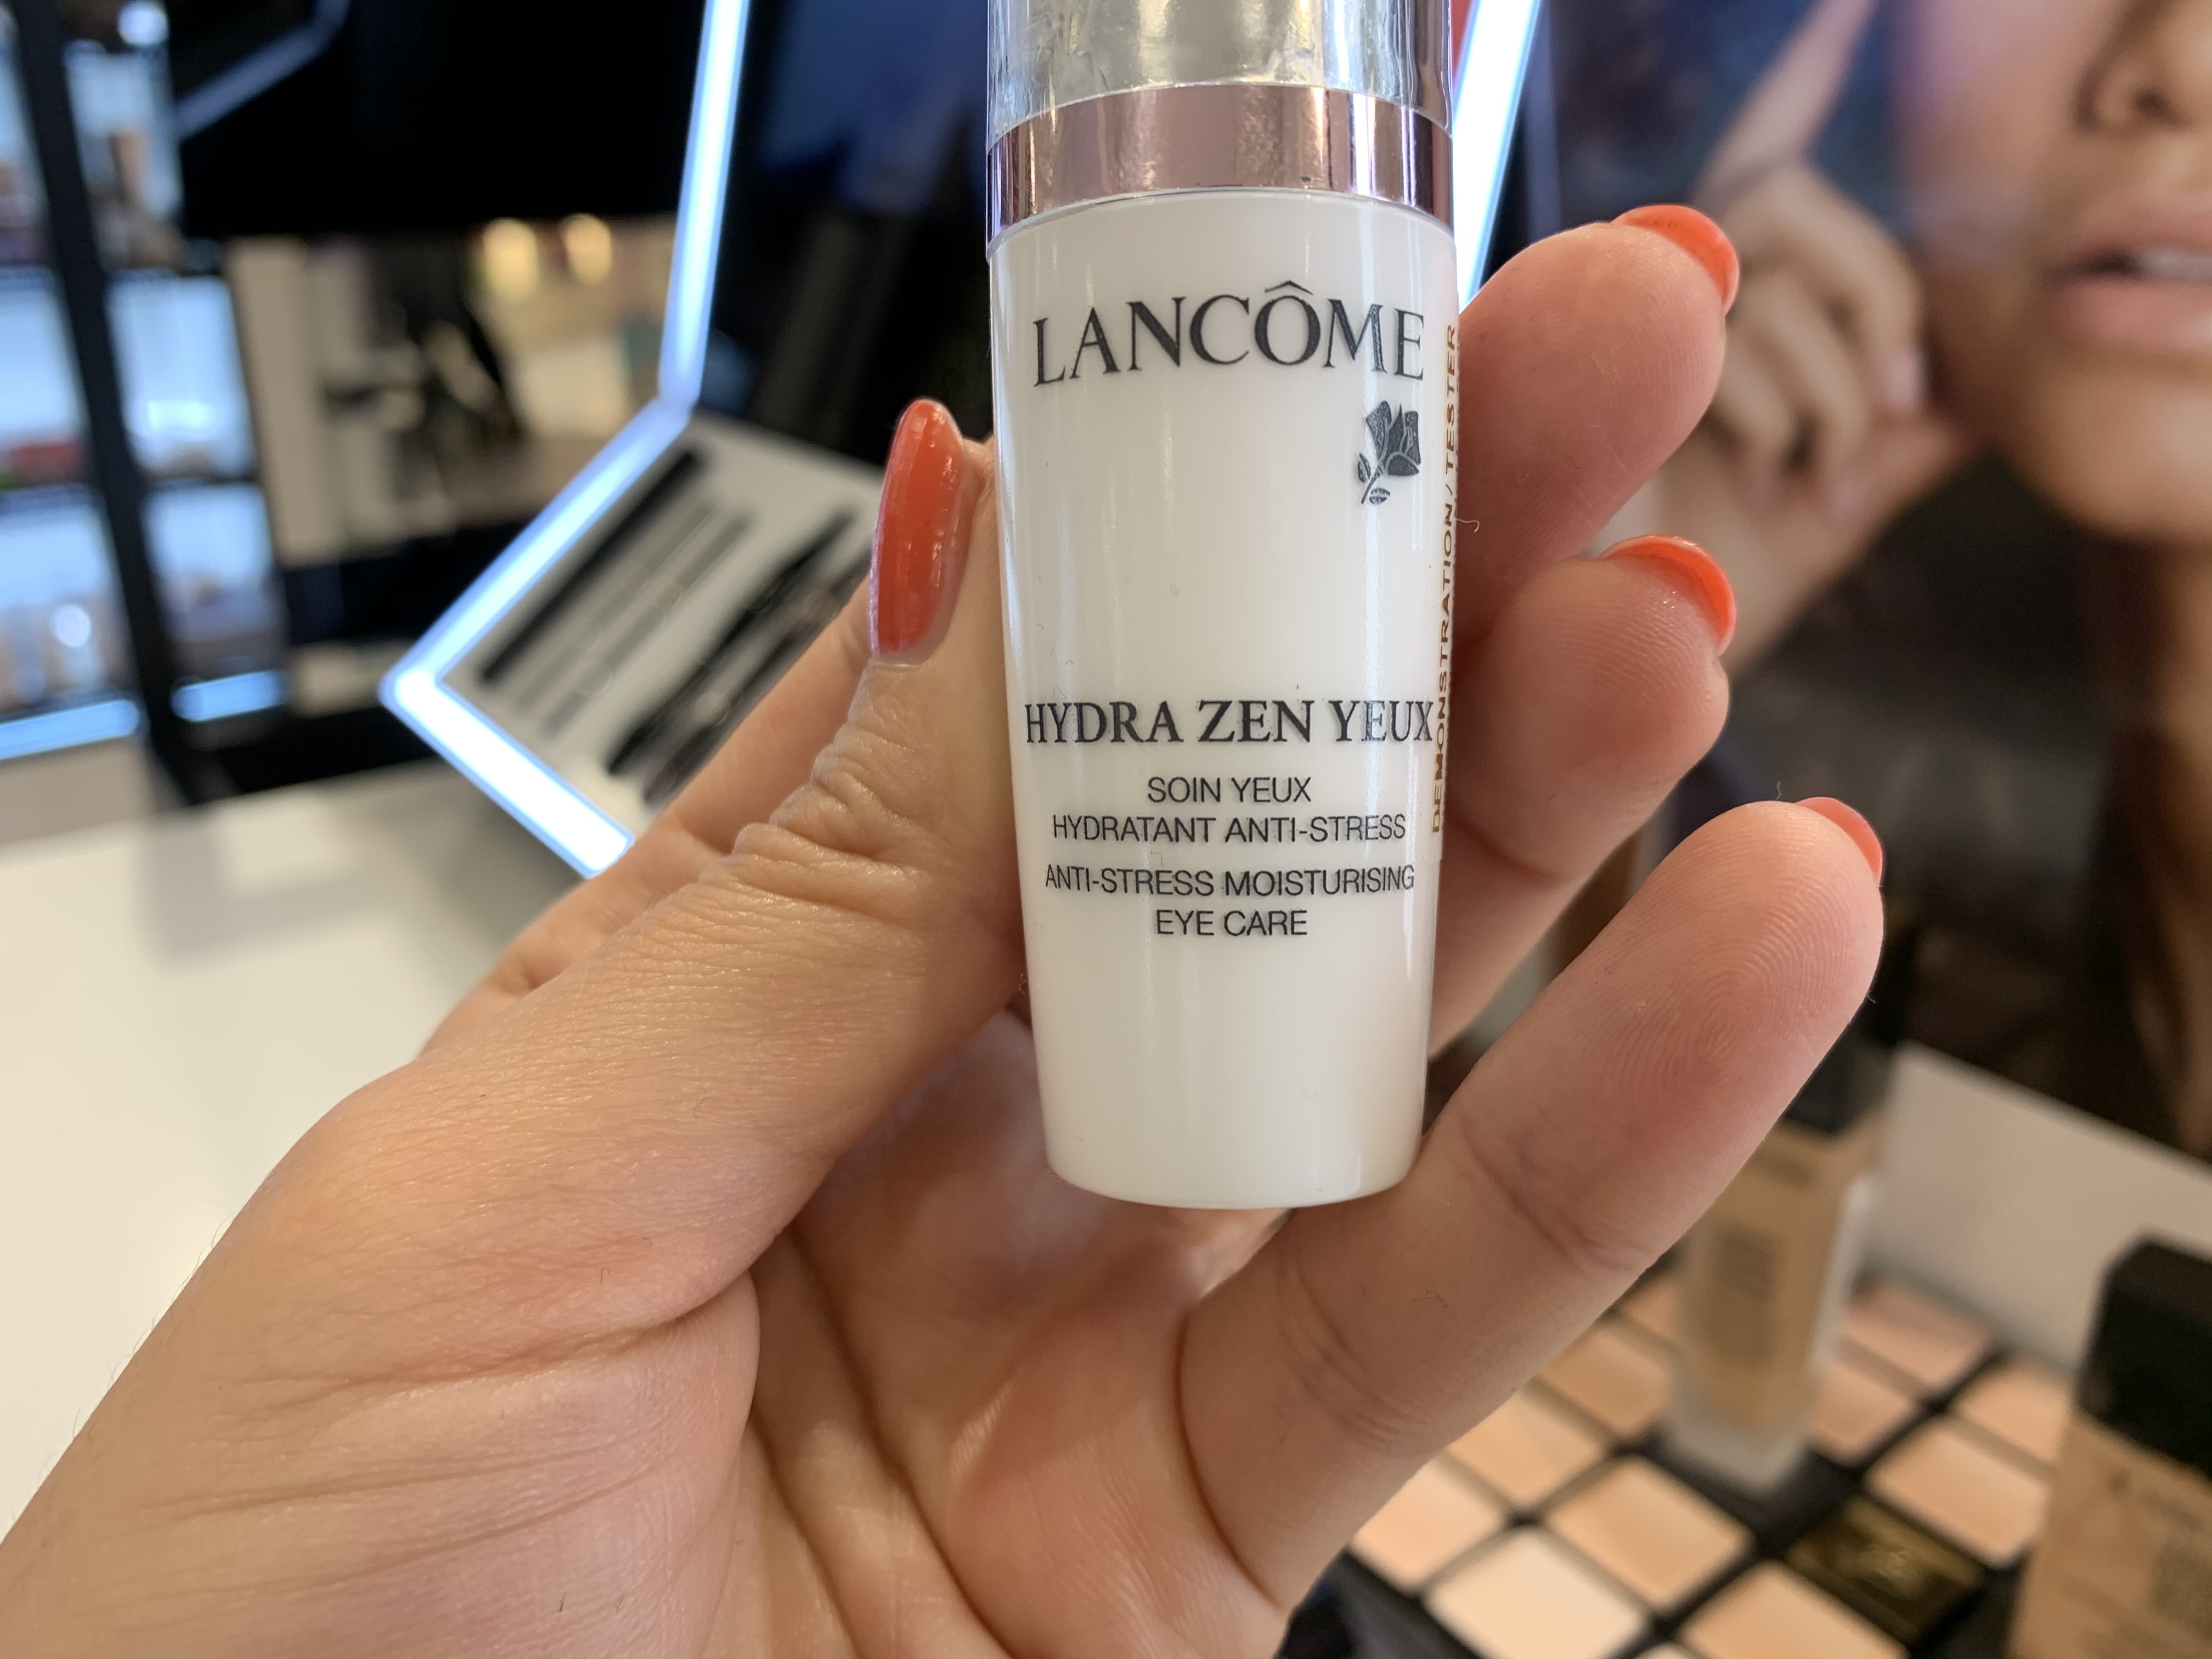 LANCÔME
HYDRA ZEN YEUX
SOIN YEUX
HYDRATANT ANTI-STRESS
ANTI-STRESS MOISTURISING
EYE CARE
DEMONSTRATION / TESTER